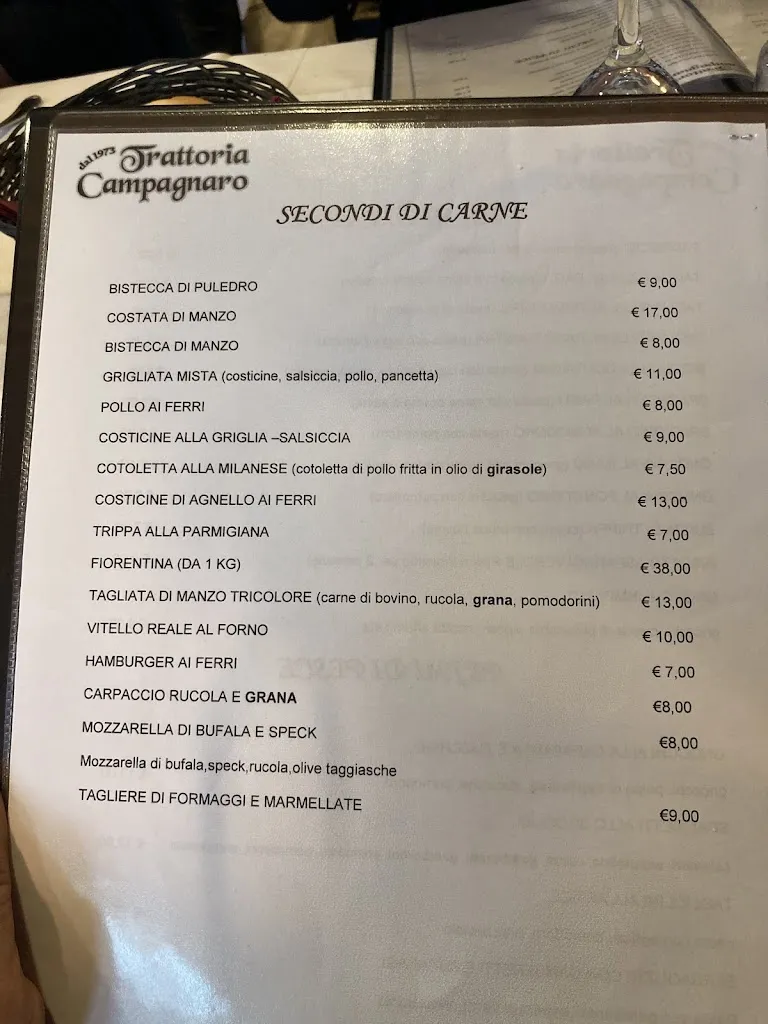 dal 1973 Trattoria
Campagnaro
SECONDI DI CARNE
BISTECCA DI PULEDRO € 9,00
COSTATA DI MANZO € 17,00
BISTECCA DI MANZO € 8,00
GRIGLIATA MISTA (costicine, salsiccia, pollo, pancetta) € 11,00
POLLO AI FERRI € 8,00
COSTICINE ALLA GRIGLIA –SALSICCIA € 9,00
COTOLETTA ALLA MILANESE (cotoletta di pollo fritta in olio di girasole) € 7,50
COSTICINE DI AGNELLO AI FERRI € 13,00
TRIPPA ALLA PARMIGIANA € 7,00
FIORENTINA (DA 1 KG) € 38,00
TAGLIATA DI MANZO TRICOLORE (carne di bovino, rucola, grana, pomodorini) € 13,00
VITELLO REALE AL FORNO € 10,00
HAMBURGER AI FERRI € 7,00
CARPACCIO RUCOLA E GRANA €8,00
MOZZARELLA DI BUFALA E SPECK €8,00
Mozzarella di bufala,speck,rucola,olive taggiasche
TAGLIERE DI FORMAGGI E MARMELLATE €9,00